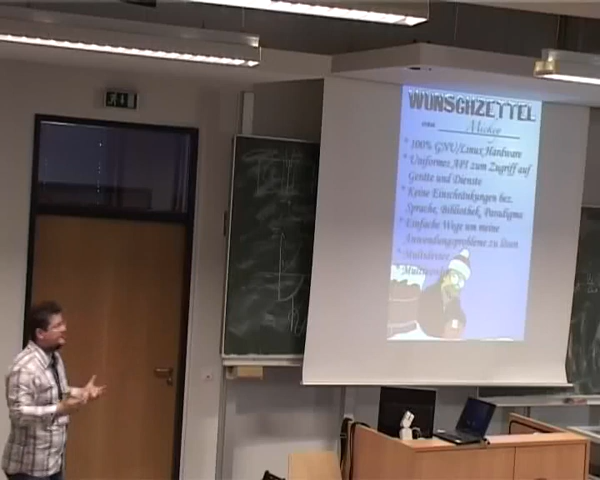 WUNSCHZETTEL
* 100% GNU/Linux Hardware
* Uniformes API zum Zugriff auf
Geräte und Dienste
* Keine Einschränkungen bez.
Sprache, Bibliothek, Paradigma
* Einfache Wege um meine
Anwendungsprobleme zu lösen